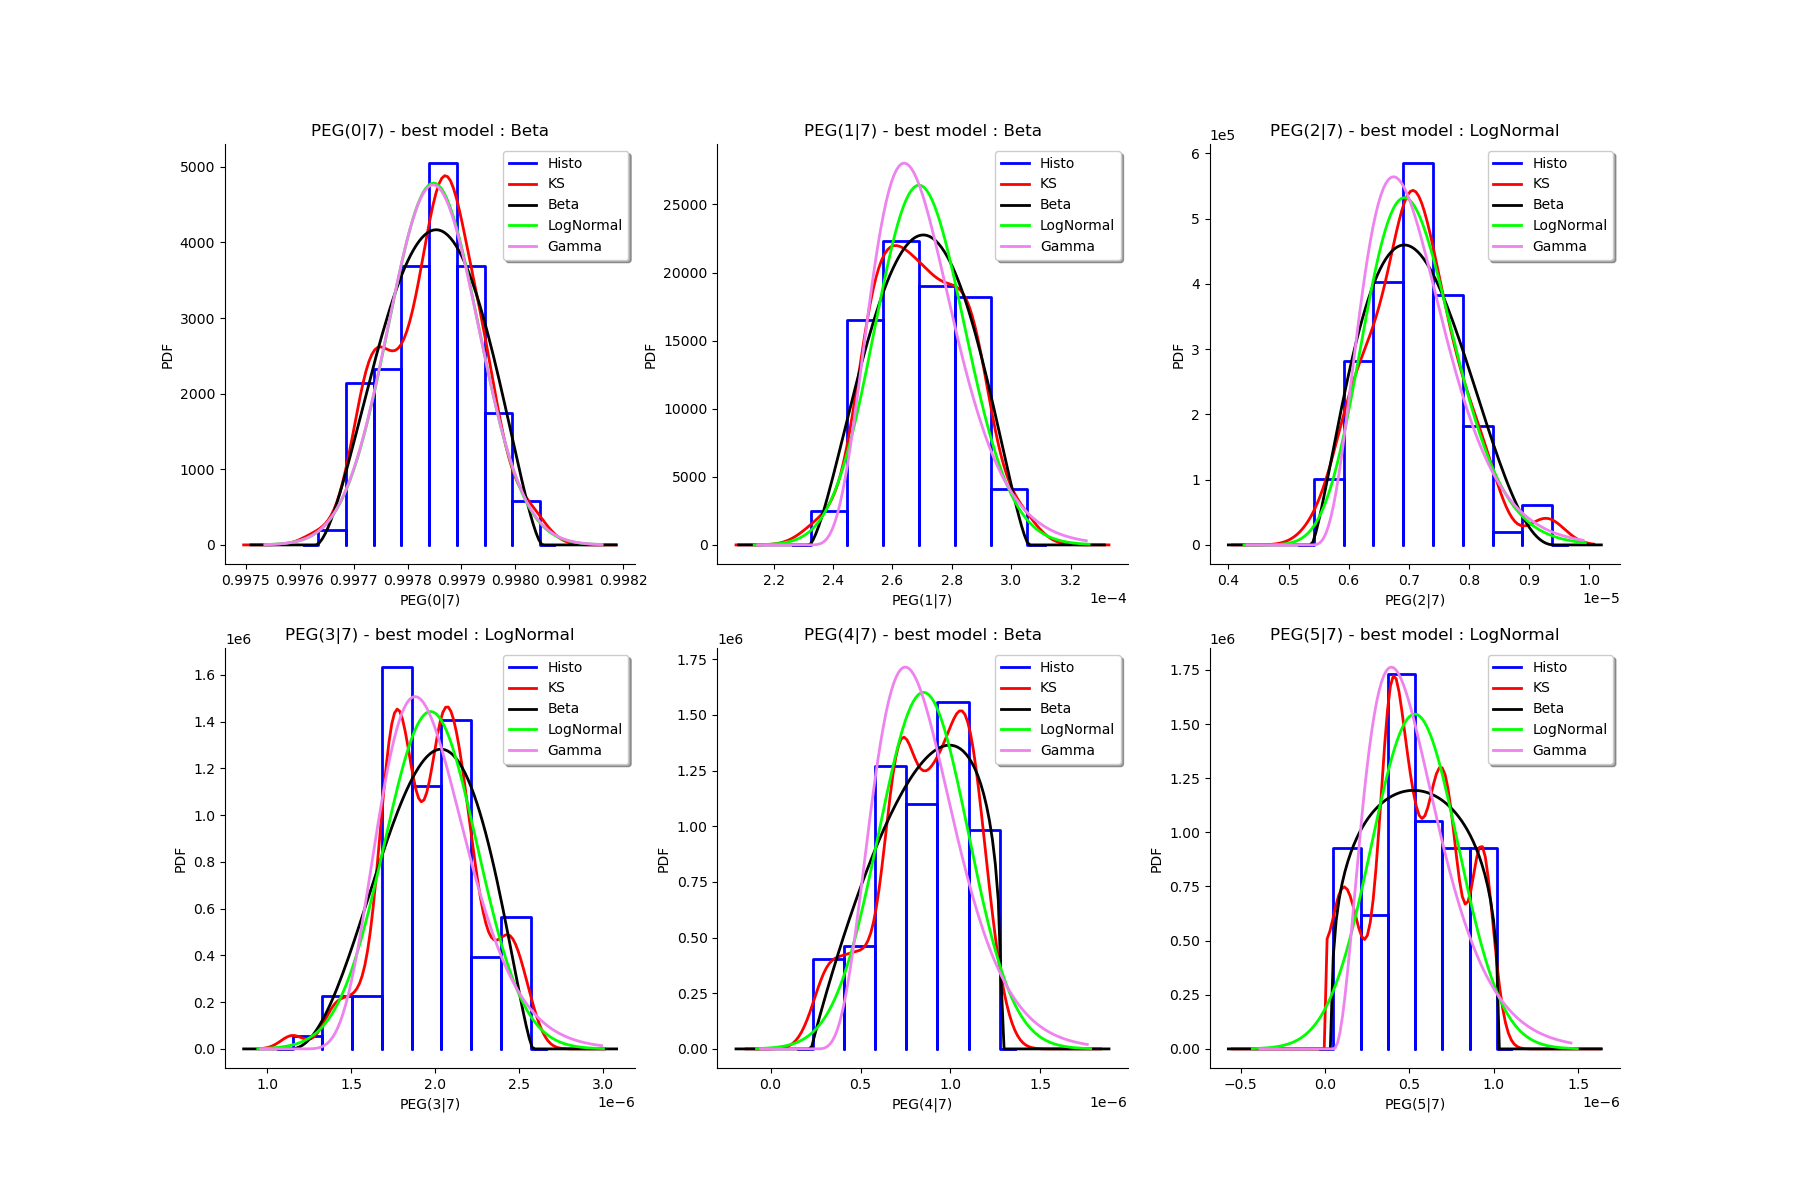 PEG(0|7) - best model : Beta
5000
4000
3000
2000
1000
0
PDF
0.9975 0.9976 0.9977 0.9978 0.9979 0.9980 0.9981 0.9982
PEG(0|7)
Histo
KS
Beta
LogNormal
Gamma
PEG(1|7) - best model : Beta
25000
20000
15000
10000
5000
0
PDF
2.2 2.4 2.6 2.8 3.0 3.2
1e−4
PEG(1|7)
Histo
KS
Beta
LogNormal
Gamma
1e5
PEG(2|7) - best model : LogNormal
6
5
4
3
2
1
0
PDF
0.4 0.5 0.6 0.7 0.8 0.9 1.0
1e−5
PEG(2|7)
Histo
KS
Beta
LogNormal
Gamma
1e6
PEG(3|7) - best model : LogNormal
1.6
1.4
1.2
1.0
0.8
0.6
0.4
0.2
0.0
PDF
1.0 1.5 2.0 2.5 3.0
1e−6
PEG(3|7)
Histo
KS
Beta
LogNormal
Gamma
1e6
PEG(4|7) - best model : Beta
1.75
1.50
1.25
1.00
0.75
0.50
0.25
0.00
PDF
0.0 0.5 1.0 1.5
1e−6
PEG(4|7)
Histo
KS
Beta
LogNormal
Gamma
1e6
PEG(5|7) - best model : LogNormal
1.75
1.50
1.25
1.00
0.75
0.50
0.25
0.00
PDF
−0.5 0.0 0.5 1.0 1.5
1e−6
PEG(5|7)
Histo
KS
Beta
LogNormal
Gamma